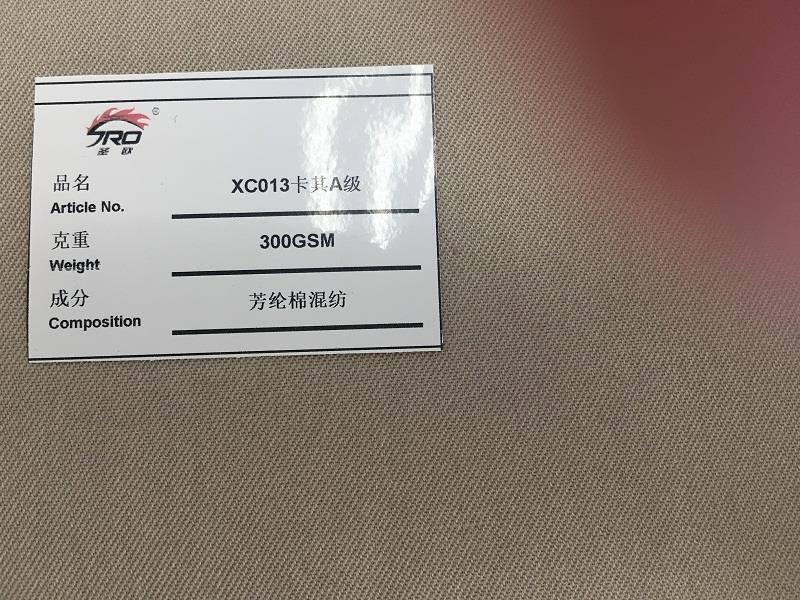 SRO
圣欧
品名
XC013卡其A级
Article No.
克重
300GSM
Weight
成分
芳纶棉混纺
Composition